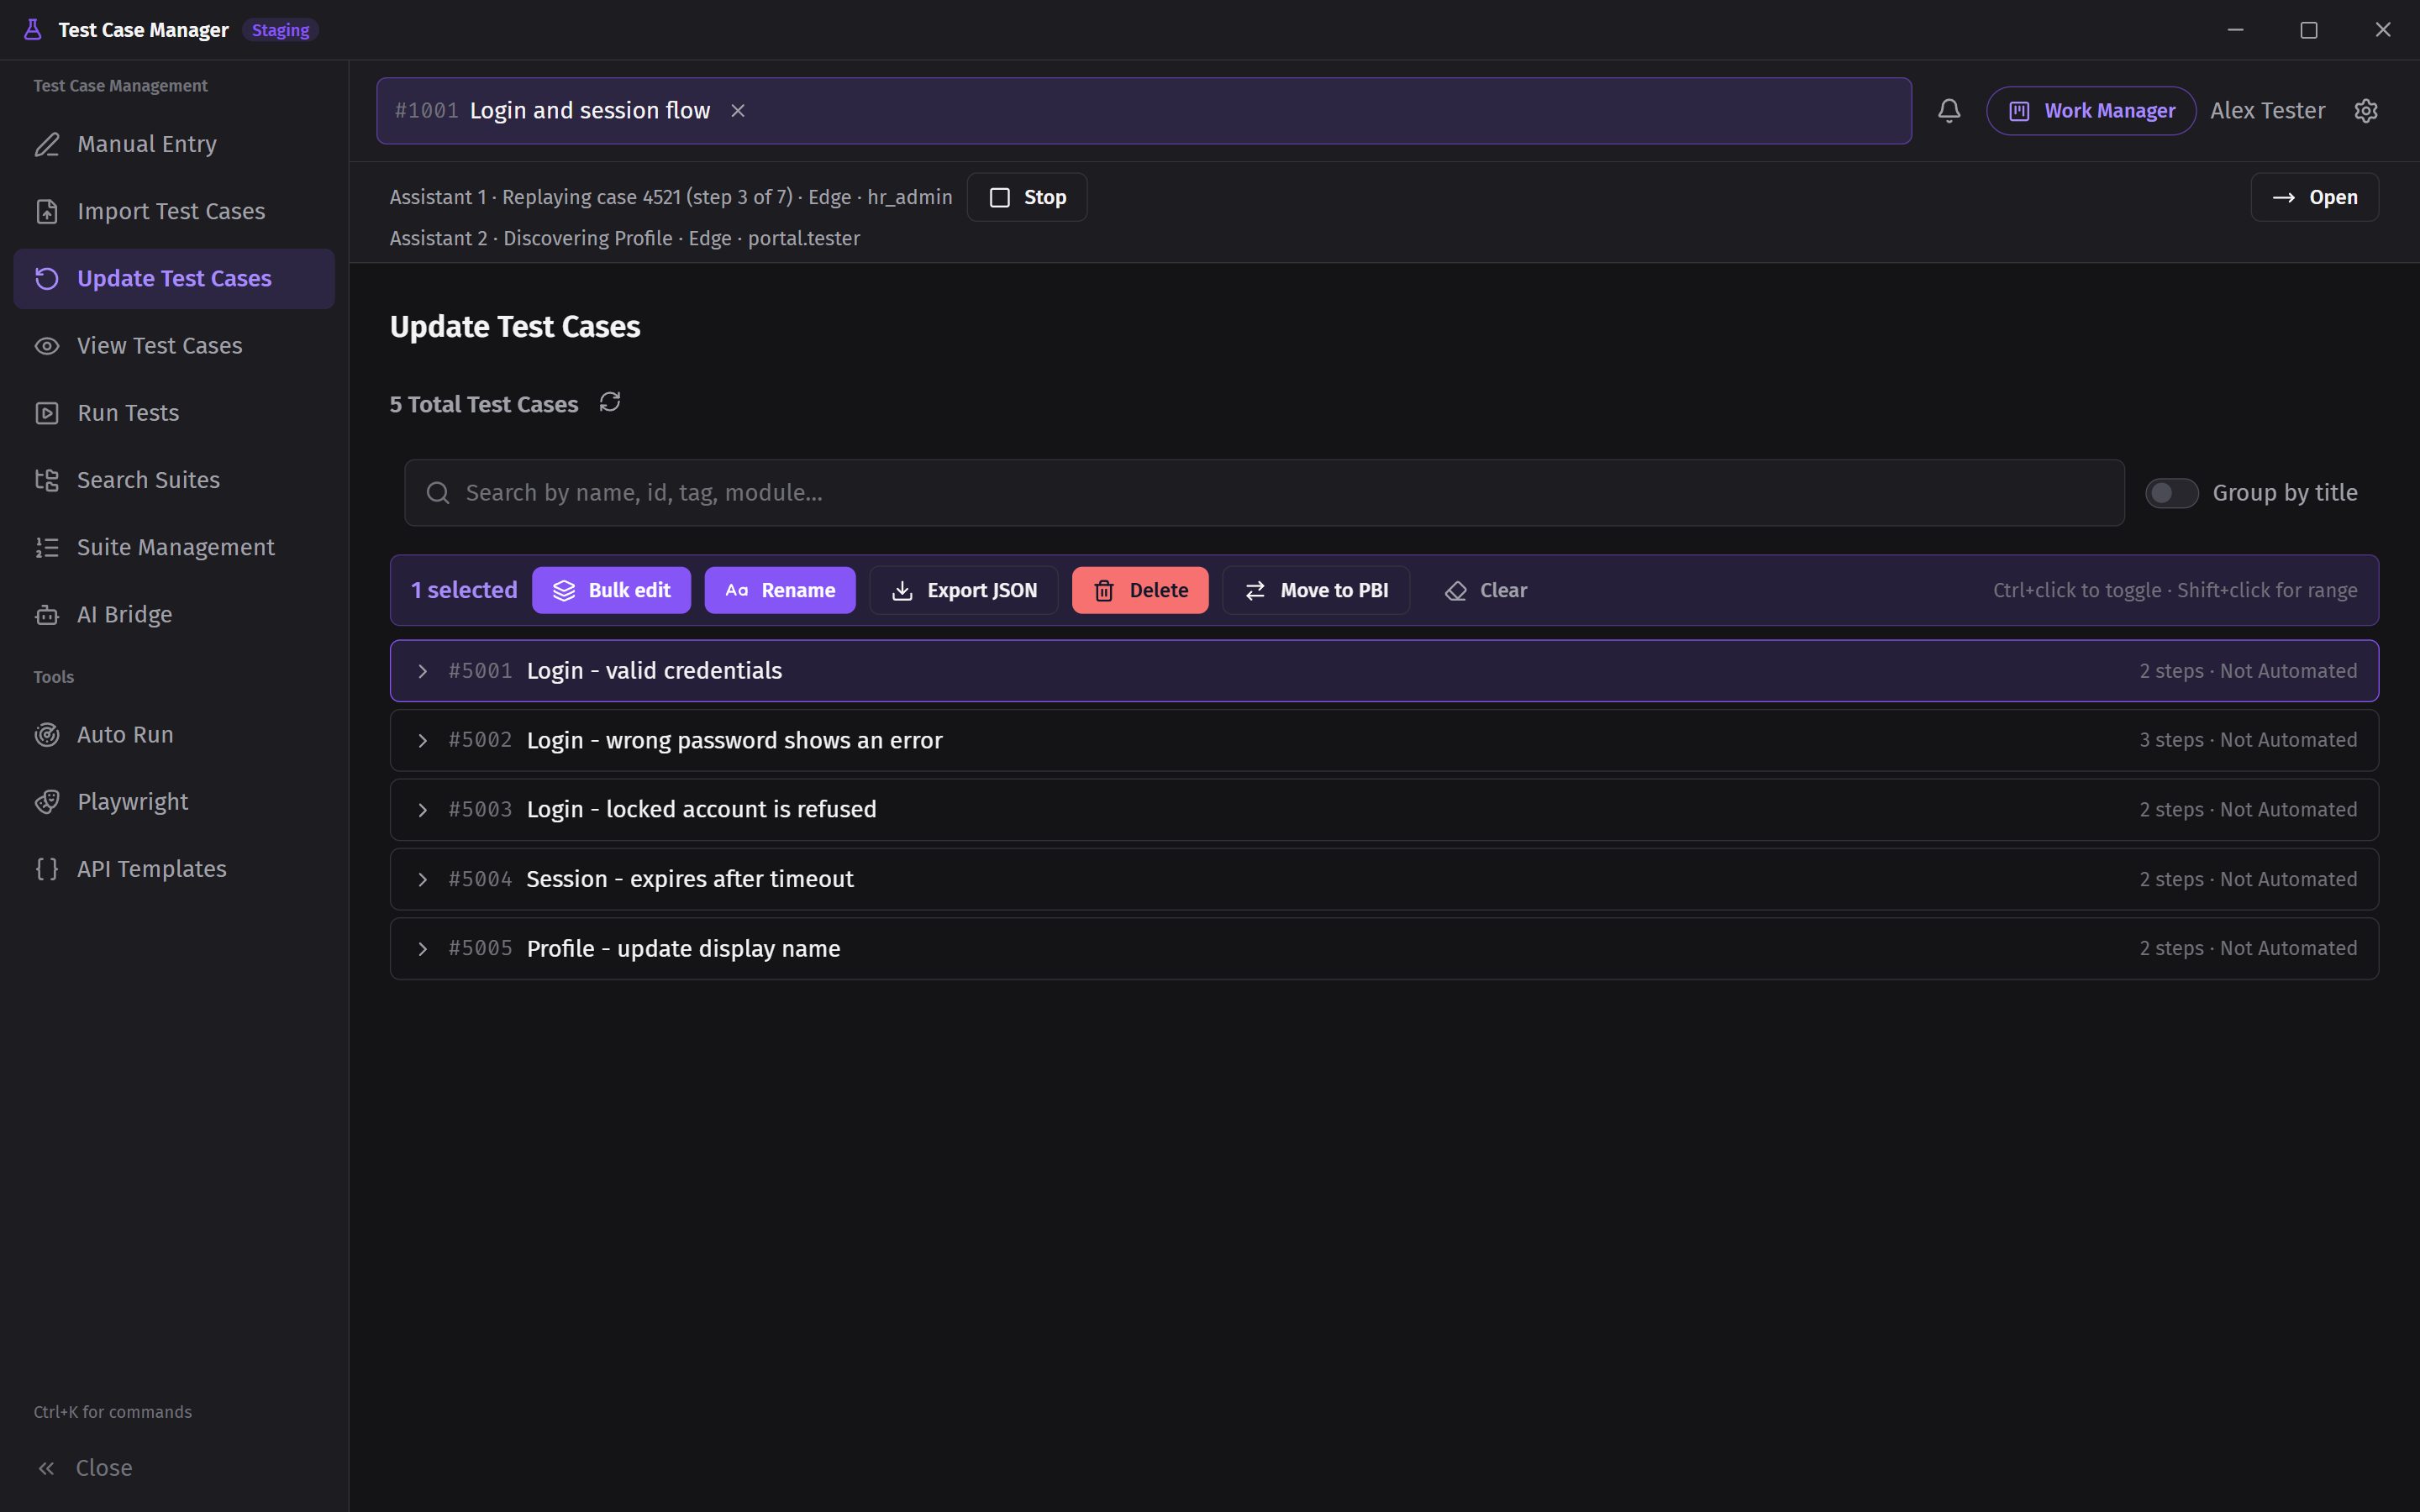 Test Case Manager Staging
Test Case Management
Manual Entry
Import Test Cases
Update Test Cases
View Test Cases
Run Tests
Search Suites
Suite Management
AI Bridge
Tools
Auto Run
Playwright
API Templates
Ctrl+K for commands
Close
#1001 Login and session flow
Work Manager
Alex Tester
Assistant 1 · Replaying case 4521 (step 3 of 7) · Edge · hr_admin Stop Open
Assistant 2 · Discovering Profile · Edge · portal.tester
Update Test Cases
5 Total Test Cases
Search by name, id, tag, module... Group by title
1 selected Bulk edit Aa Rename Export JSON Delete Move to PBI Clear Ctrl+click to toggle · Shift+click for range
#5001 Login - valid credentials 2 steps · Not Automated
#5002 Login - wrong password shows an error 3 steps · Not Automated
#5003 Login - locked account is refused 2 steps · Not Automated
#5004 Session - expires after timeout 2 steps · Not Automated
#5005 Profile - update display name 2 steps · Not Automated